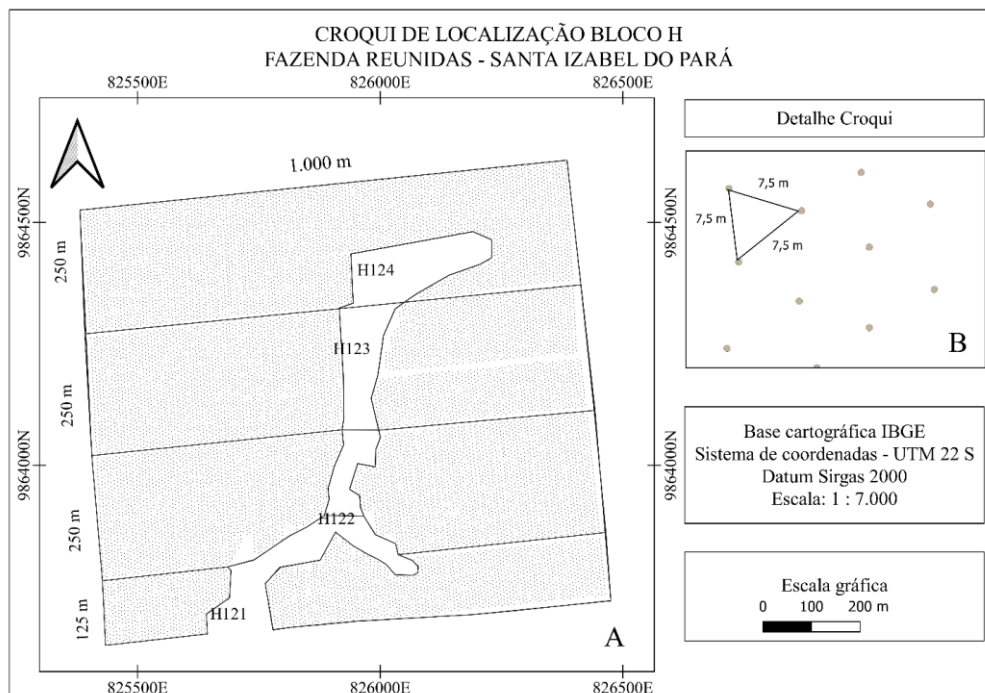 CROQUI DE LOCALIZAÇÃO BLOCO H
FAZENDA REUNIDAS - SANTA IZABEL DO PARÁ
825500E 826000E 826500E
1.000 m
9864500N
9864500N
250 m
H124
H123
250 m
9864000N
9864000N
250 m
H122
125 m
H121
A
825500E 826000E 826500E
Detalhe Croqui
7,5 m
7,5 m
7,5 m
B
Base cartográfica IBGE
Sistema de coordenadas - UTM 22 S
Datum Sirgas 2000
Escala: 1 : 7.000
Escala gráfica
0 100 200 m